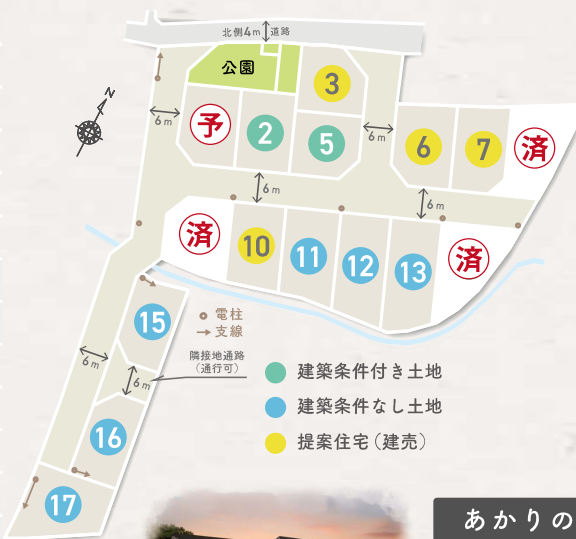 北側4m道路
公園
3
6m
予
2
5
6m
6
7
済
N
6m
6m
済
10
11
12
13
済
15
電柱
支線
隣接地通路
(通行可)
6m
6m
建築条件付き土地
16
建築条件なし土地
提案住宅(建売)
17
あかりの